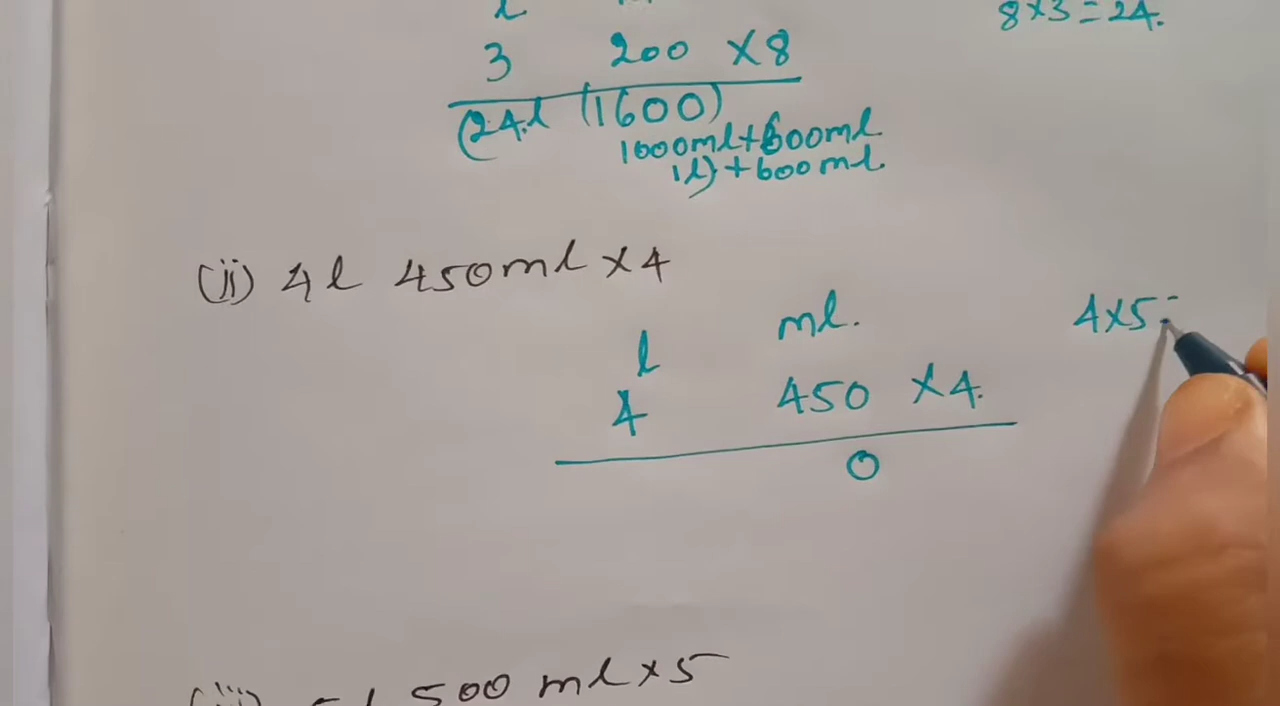 l
8×3=24.
3 200 ×8
(24.l (1600)
1000ml+600ml
1l)+600ml.
(ii) 4l 450ml×4
l ml.
4×5=
4 450 ×4.
0
(iii) 500 ml×5